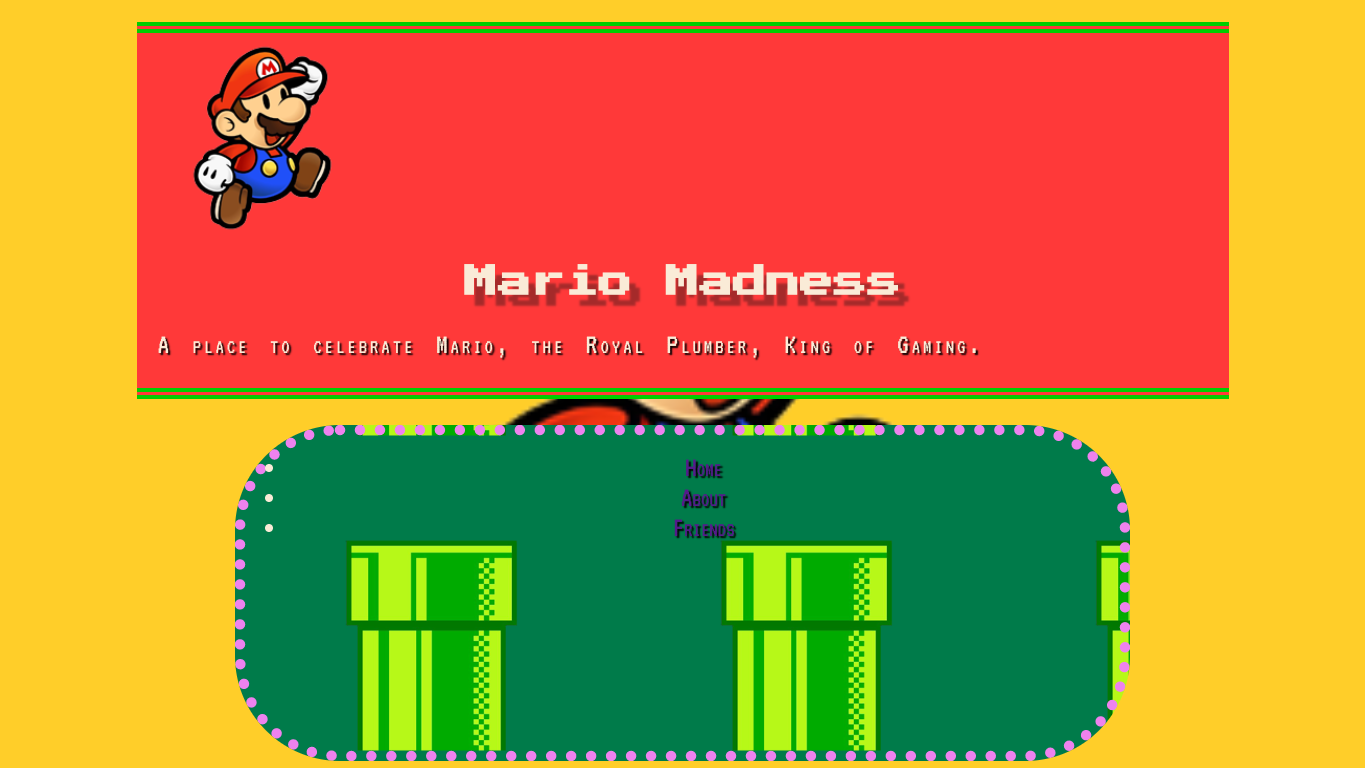 Mario Madness
A place to celebrate Mario, the Royal Plumber, King of Gaming.
Home
About
Friends